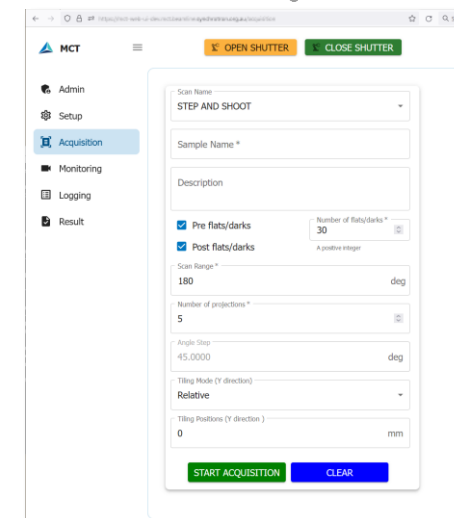 MCT
OPEN SHUTTER
CLOSE SHUTTER
Admin
Setup
Acquisition
Monitoring
Logging
Result
Scan Name
STEP AND SHOOT
Sample Name *
Description
Pre flats/darks
Number of flats/darks *
30
Post flats/darks
A positive integer
Scan Range *
180 deg
Number of projections *
5
Angle Step
45.0000 deg
Tiling Mode (Y direction)
Relative
Tiling Positions (Y direction )
0 mm
START ACQUISITION
CLEAR